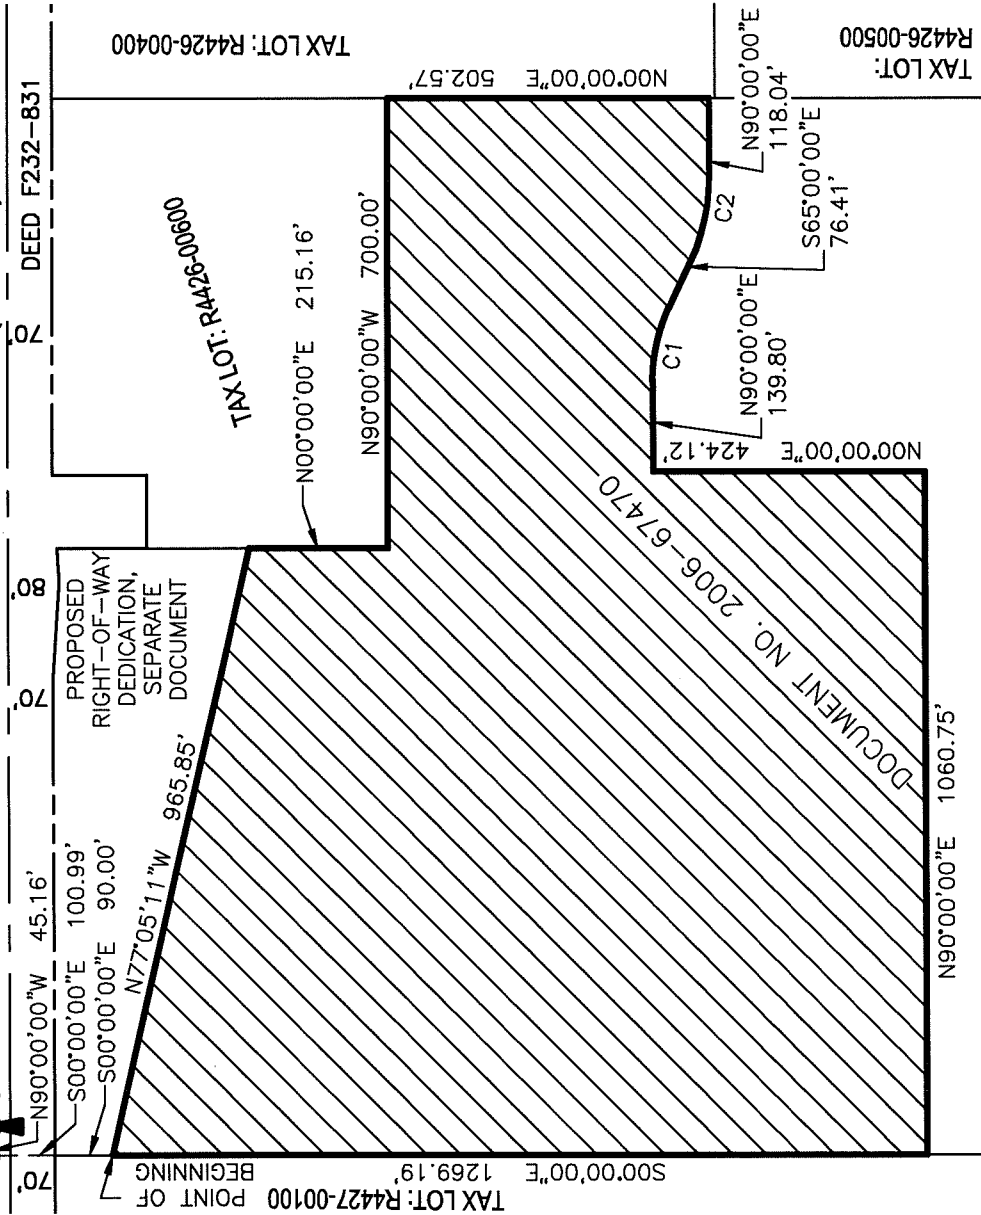 DEED F232-831
70'
80'
70'
70'
TAX LOT: R4426-00400
TAX LOT:
R4426-00500
TAX LOT: R4426-00600
PROPOSED
RIGHT-OF-WAY
DEDICATION,
SEPARATE
DOCUMENT
N90°00'00"W 45.16'
S00°00'00"E 100.99'
S00°00'00"E 90.00'
N77°05'11"W 965.85'
N00°00'00"E 215.16'
N90°00'00"W 700.00'
N00°00'00"E 502.57'
N90°00'00"E
118.04'
C2
S65°00'00"E
76.41'
C1
N90°00'00"E
139.80'
N00°00'00"E 424.12'
DOCUMENT NO. 2006-67470
N90°00'00"E 1060.75'
S00°00'00"E 1269.19'
POINT OF
BEGINNING
TAX LOT: R4427-00100